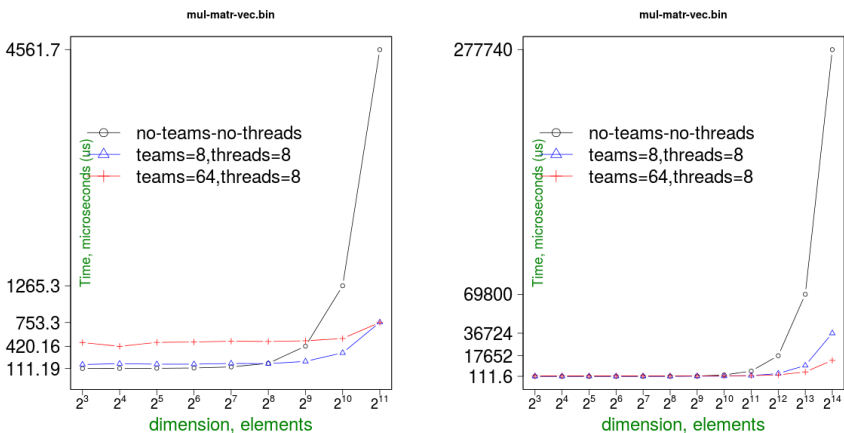 mul-matr-vec.bin
4561.7
1265.3
753.3
420.16
111.19
Time, microseconds (us)
no-teams-no-threads
teams=8,threads=8
teams=64,threads=8
2^3 2^4 2^5 2^6 2^7 2^8 2^9 2^10 2^11
dimension, elements
mul-matr-vec.bin
277740
69800
36724
17652
111.6
Time, microseconds (us)
no-teams-no-threads
teams=8,threads=8
teams=64,threads=8
2^3 2^4 2^5 2^6 2^7 2^8 2^9 2^10 2^11 2^12 2^13 2^14
dimension, elements